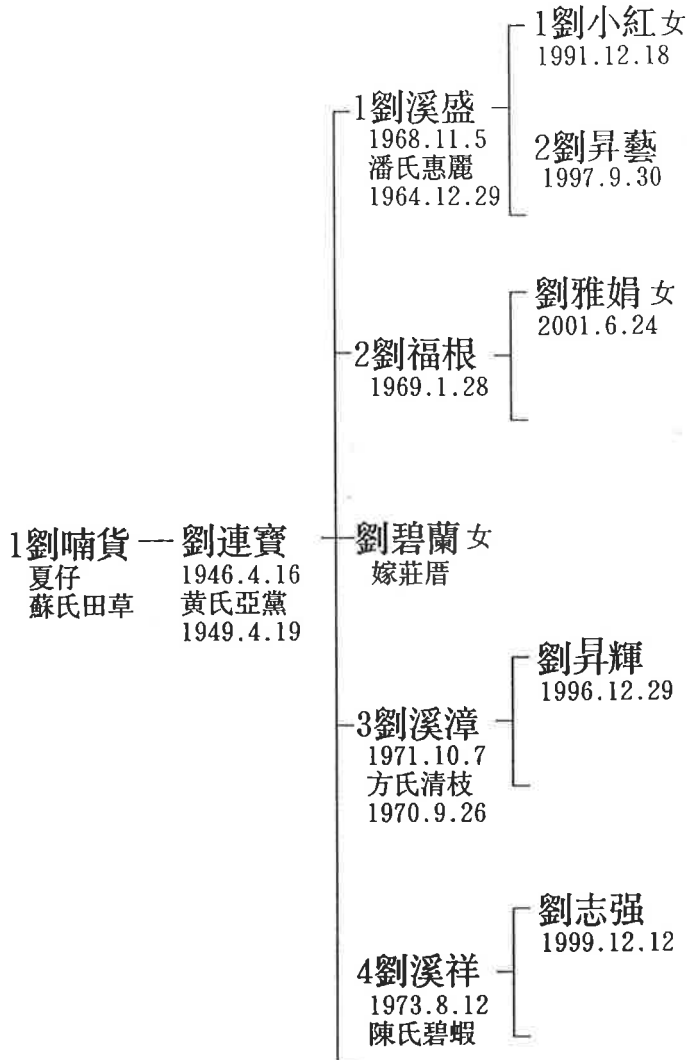 1劉喃貨
夏仔
蘇氏田草
劉連寶
1946.4.16
黄氏亞黨
1949.4.19
1劉溪盛
1968.11.5
潘氏惠麗
1964.12.29
1劉小紅 女
1991.12.18
2劉昇藝
1997.9.30
2劉福根
1969.1.28
劉雅娟 女
2001.6.24
劉碧蘭 女
嫁莊厝
3劉溪漳
1971.10.7
方氏清枝
1970.9.26
劉昇輝
1996.12.29
4劉溪祥
1973.8.12
陳氏碧蝦
劉志强
1999.12.12